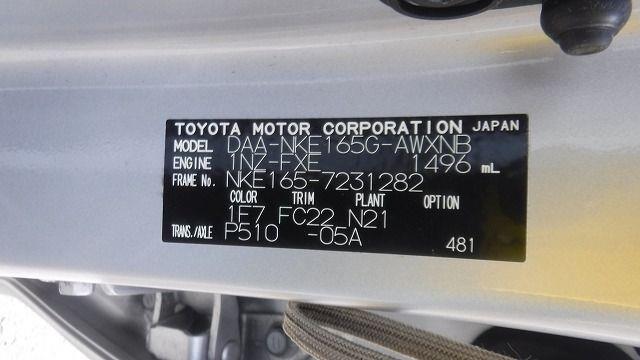 TOYOTA MOTOR CORPORATION JAPAN
MODEL DAA-NKE165G-AWXNB
ENGINE 1NZ-FXE 1496 mL
FRAME No. NKE165-7231282
COLOR TRIM PLANT OPTION
1F7 FC22 N21
TRANS./AXLE P510 -05A
481